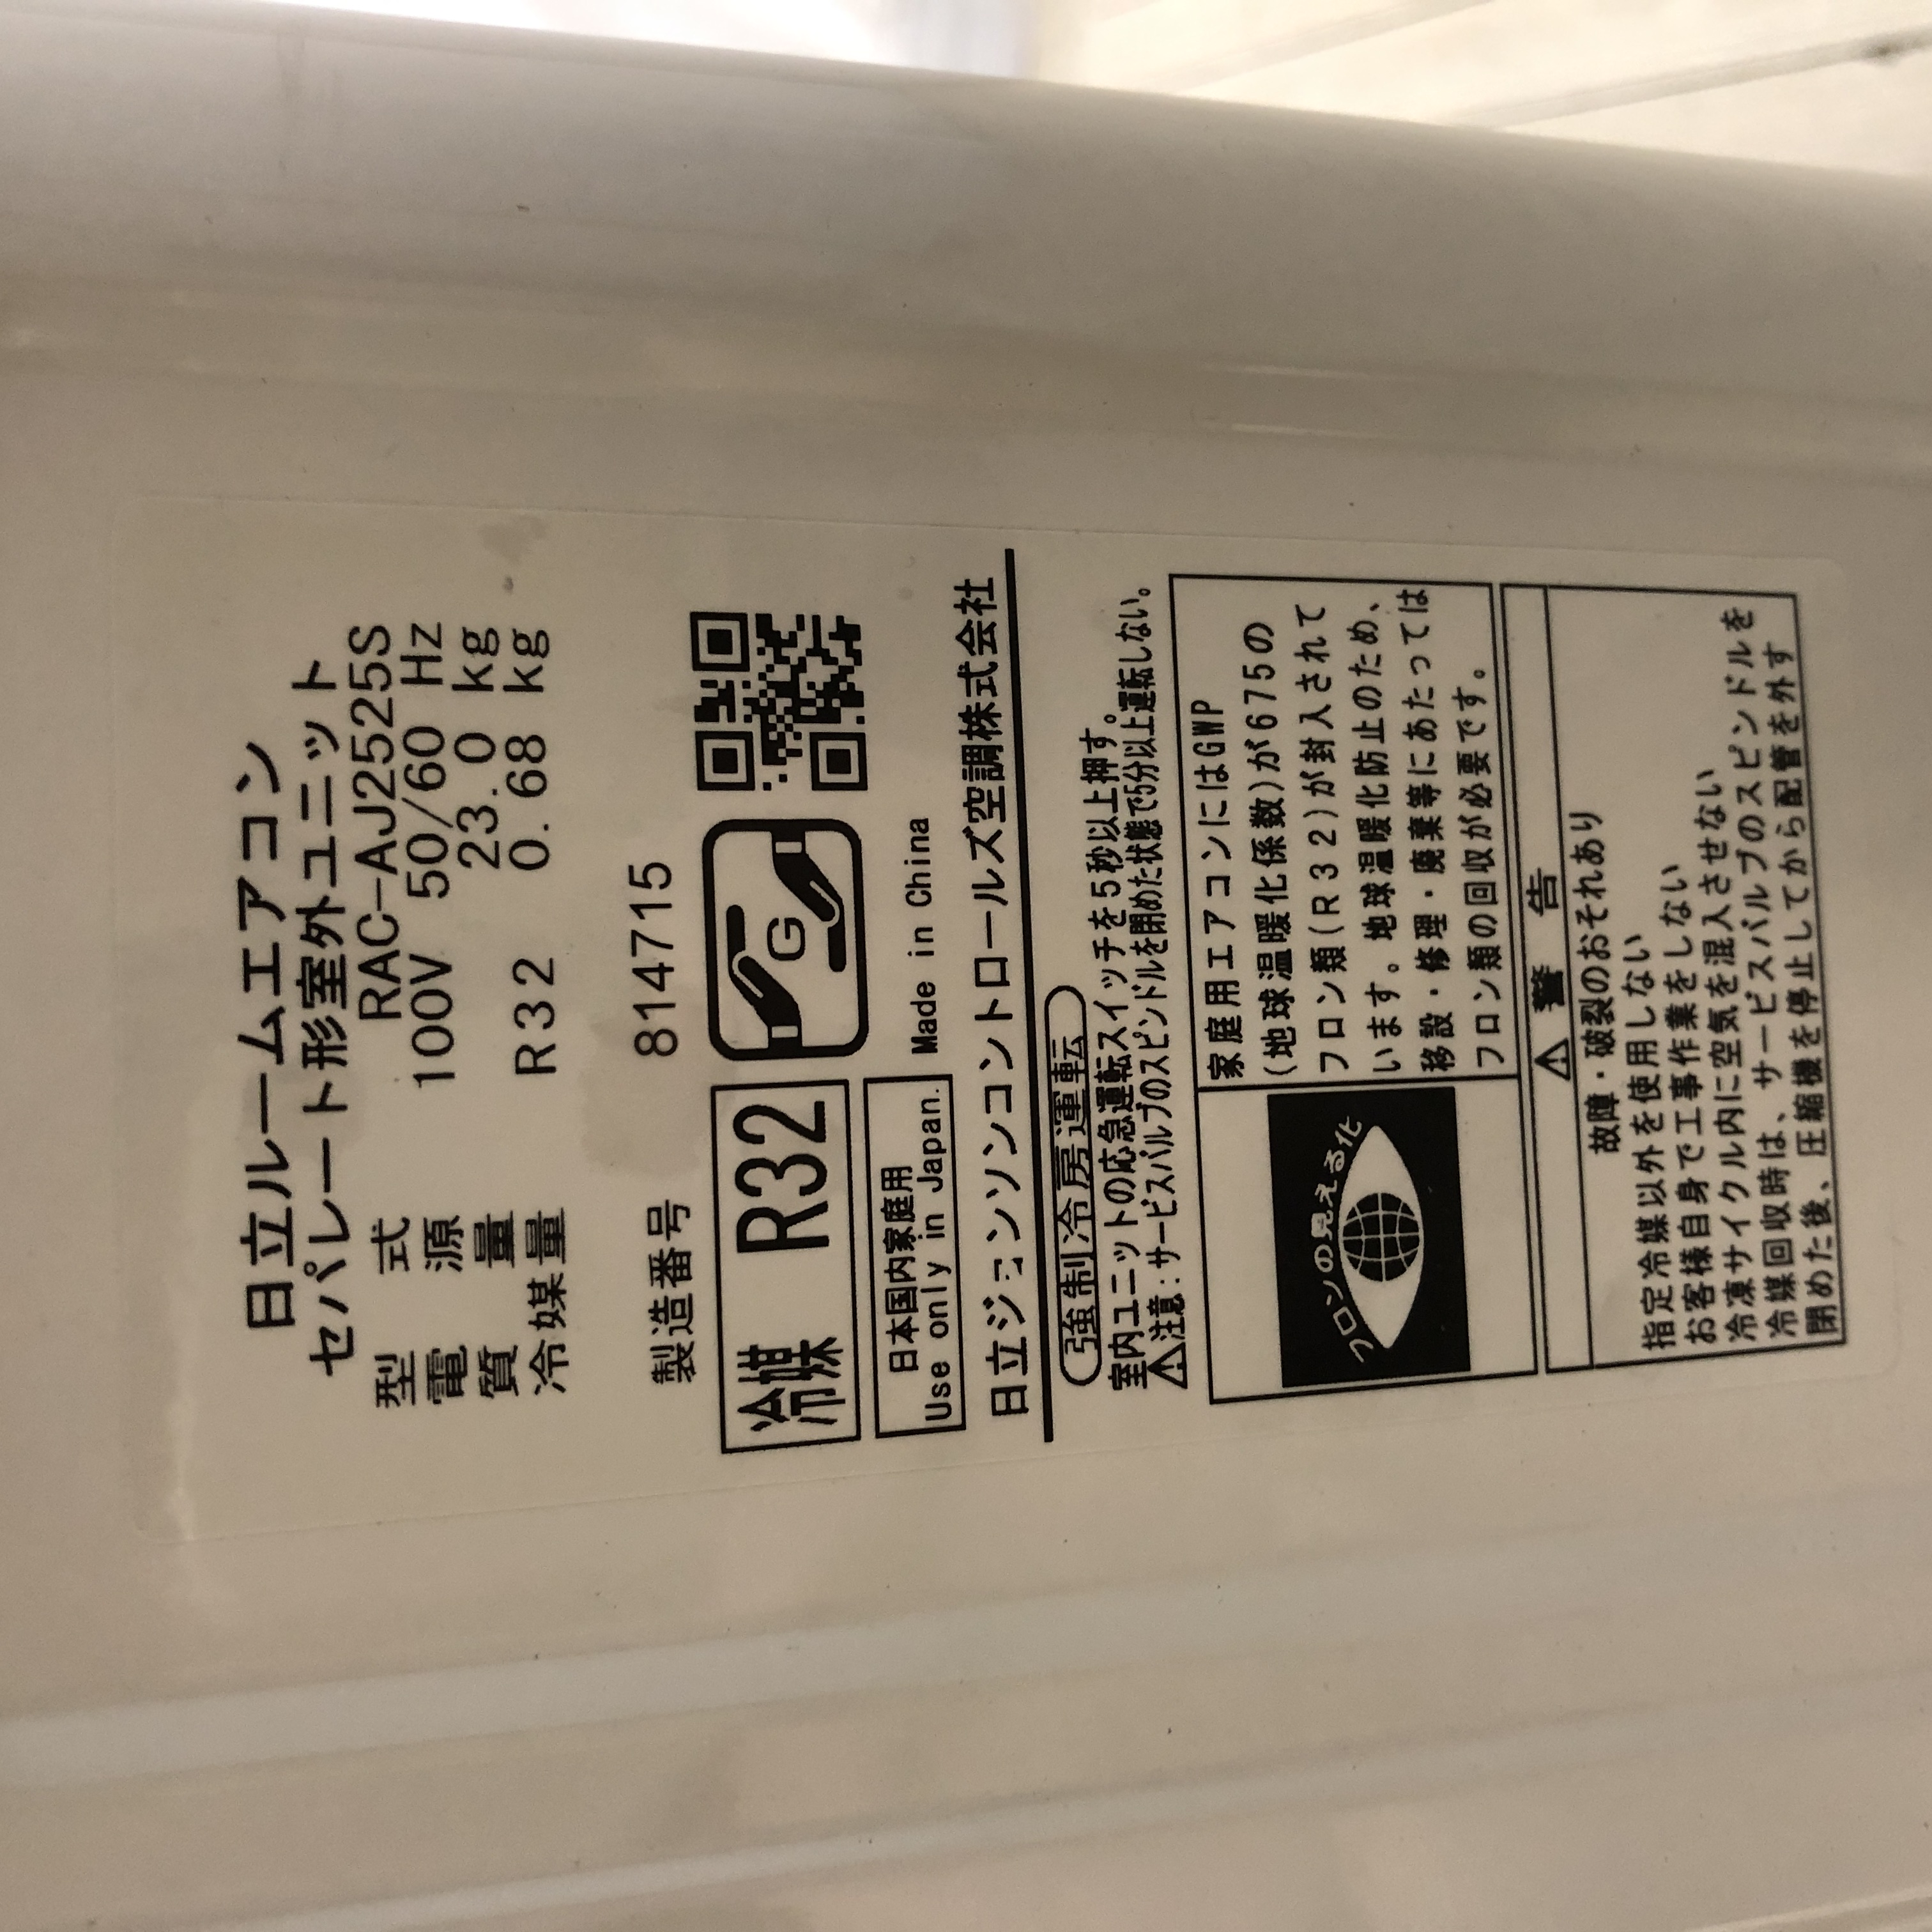 日立ルームエアコン
セパレート形室外ユニット
型式 RAC-AJ2525S
電源 100V 50/60 Hz
質量 23.0 kg
冷媒量 R32 0.68 kg
製造番号 814715
冷媒 R32
G
日本国内家庭用
Use only in Japan.
Made in China
日立ジョンソンコントロールズ空調株式会社
強制冷房運転
室内ユニットの応急運転スイッチを5秒以上押す。
⚠注意:サービスバルブのスピンドルを閉めた状態で5分以上運転しない。
フロンの見える化
家庭用エアコンにはGWP
(地球温暖化係数)が675の
フロン類(R32)が封入されて
います。地球温暖化防止のため、
移設・修理・廃棄等にあたっては
フロン類の回収が必要です。
⚠警告
故障・破裂のおそれあり
指定冷媒以外を使用しない
お客様自身で工事作業をしない
冷凍サイクル内に空気を混入させない
冷媒回収時は、サービスバルブのスピンドルを
閉めた後、圧縮機を停止してから配管を外す